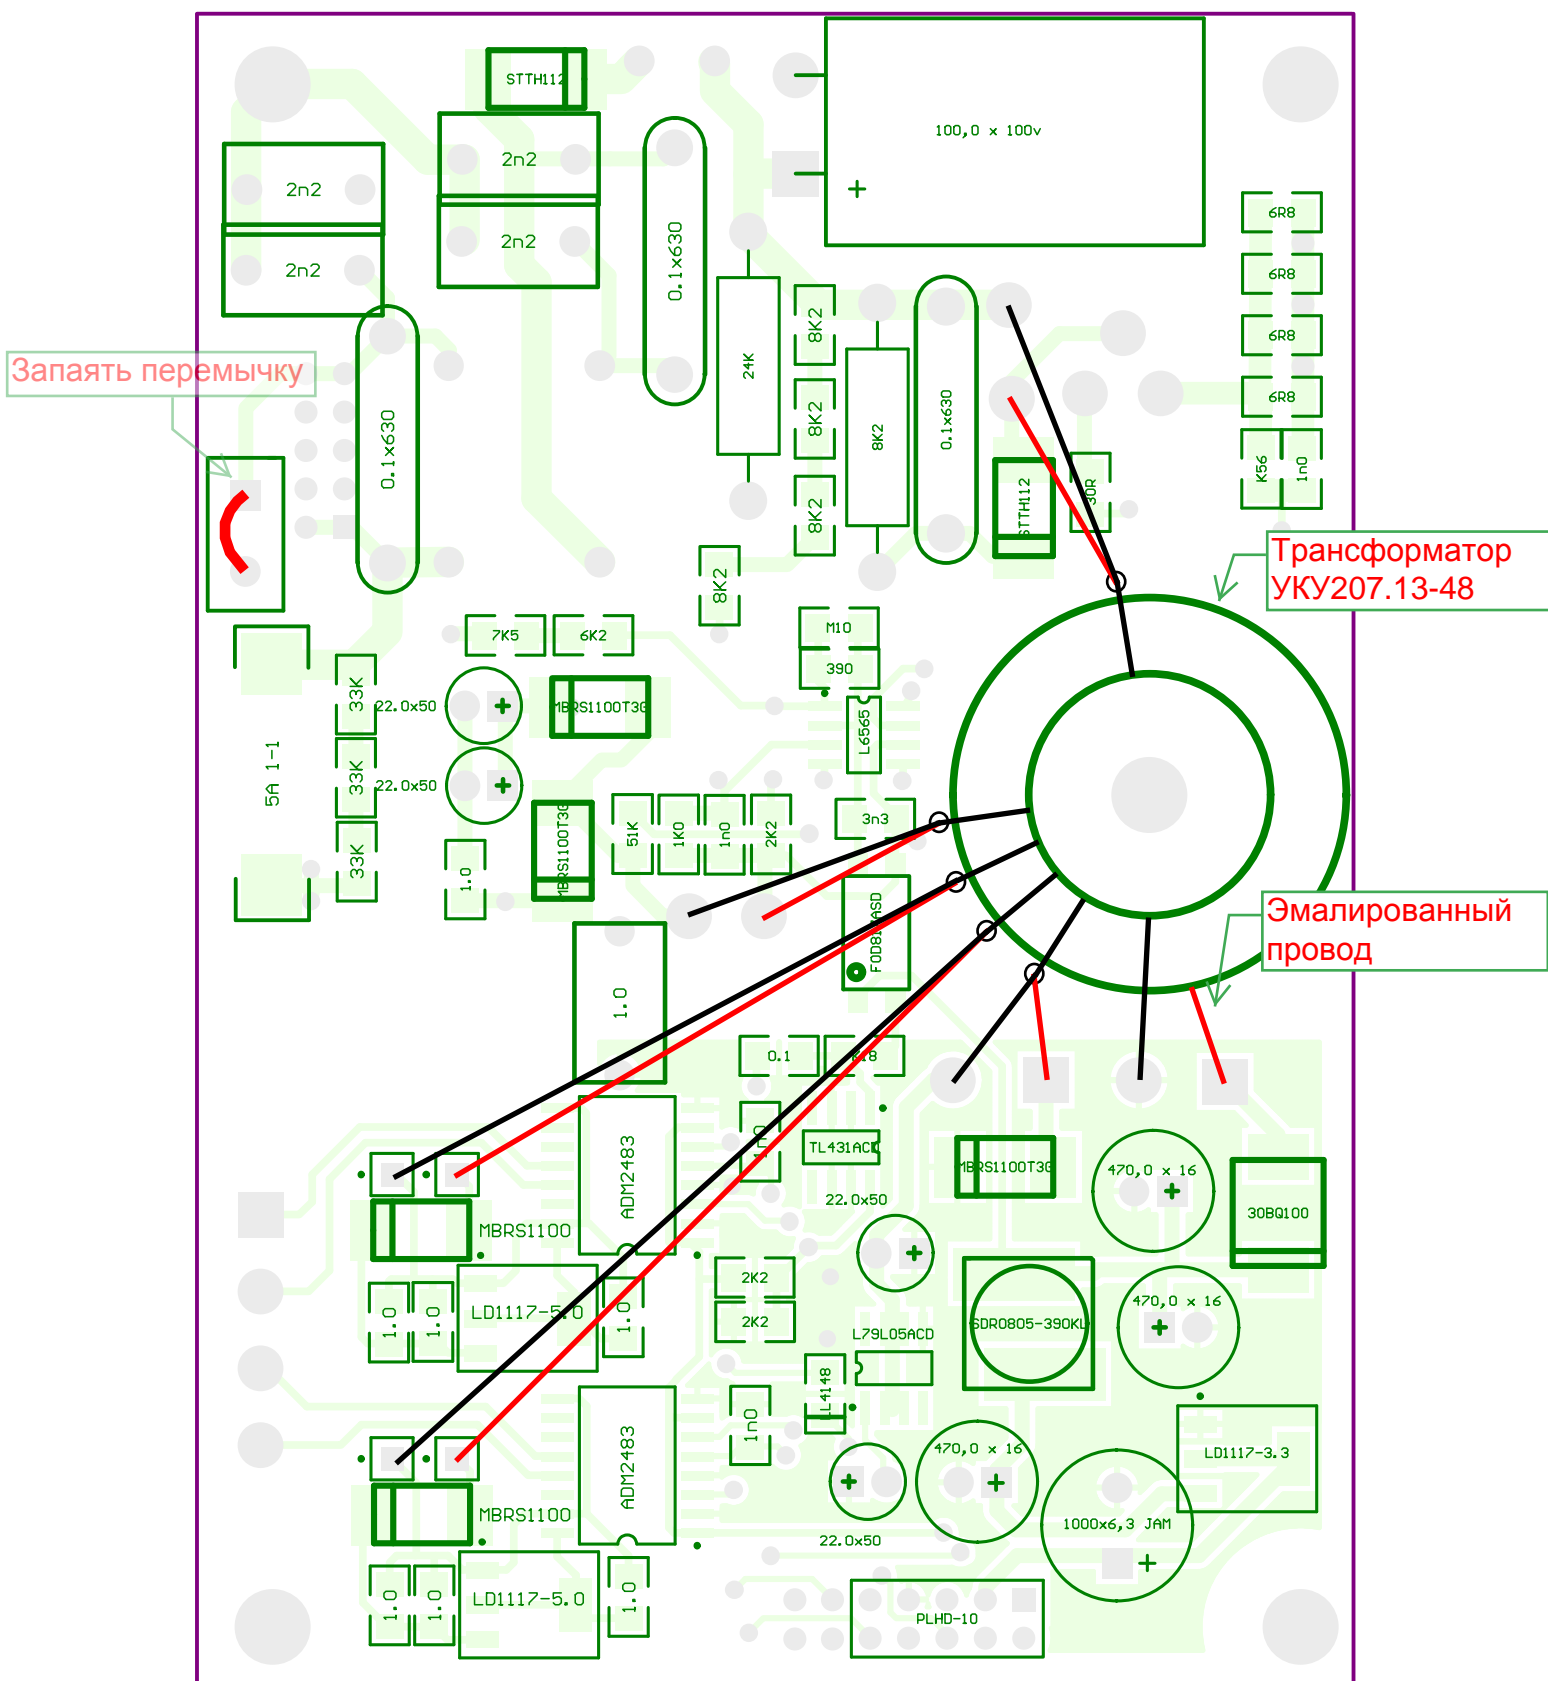 STTH112
100,0 x 100v
+
2n2
2n2
2n2
2n2
0.1x630
6R8
6R8
6R8
6R8
8K2
8K2
8K2
24K
8K2
0.1x630
Запаять перемычку
0.1x630
K56
1n0
STTH112
30R
Трансформатор
УКУ207.13-48
8K2
7K5
6K2
M10
390
33K
22.0x50
+
MBRS1100T3G
L6565
5A 1-1
33K
22.0x50
+
MBRS1100T3G
51K
1K0
1n0
2K2
3n3
33K
1.0
Эмалированный
провод
1.0
0.1
1n0
TL431ACD
ADM2483
MBRS1100T3G
470,0 x 16
+
22.0x50
+
30BQ100
MBRS1100
2K2
2K2
LD1117-5.0
1.0
1.0
1.0
SDR0805-390KL
470,0 x 16
+
L79L05ACD
LL4148
1n0
ADM2483
470,0 x 16
+
+
22.0x50
LD1117-3.3
MBRS1100
1000x6,3 JAM
+
LD1117-5.0
1.0
1.0
1.0
PLHD-10